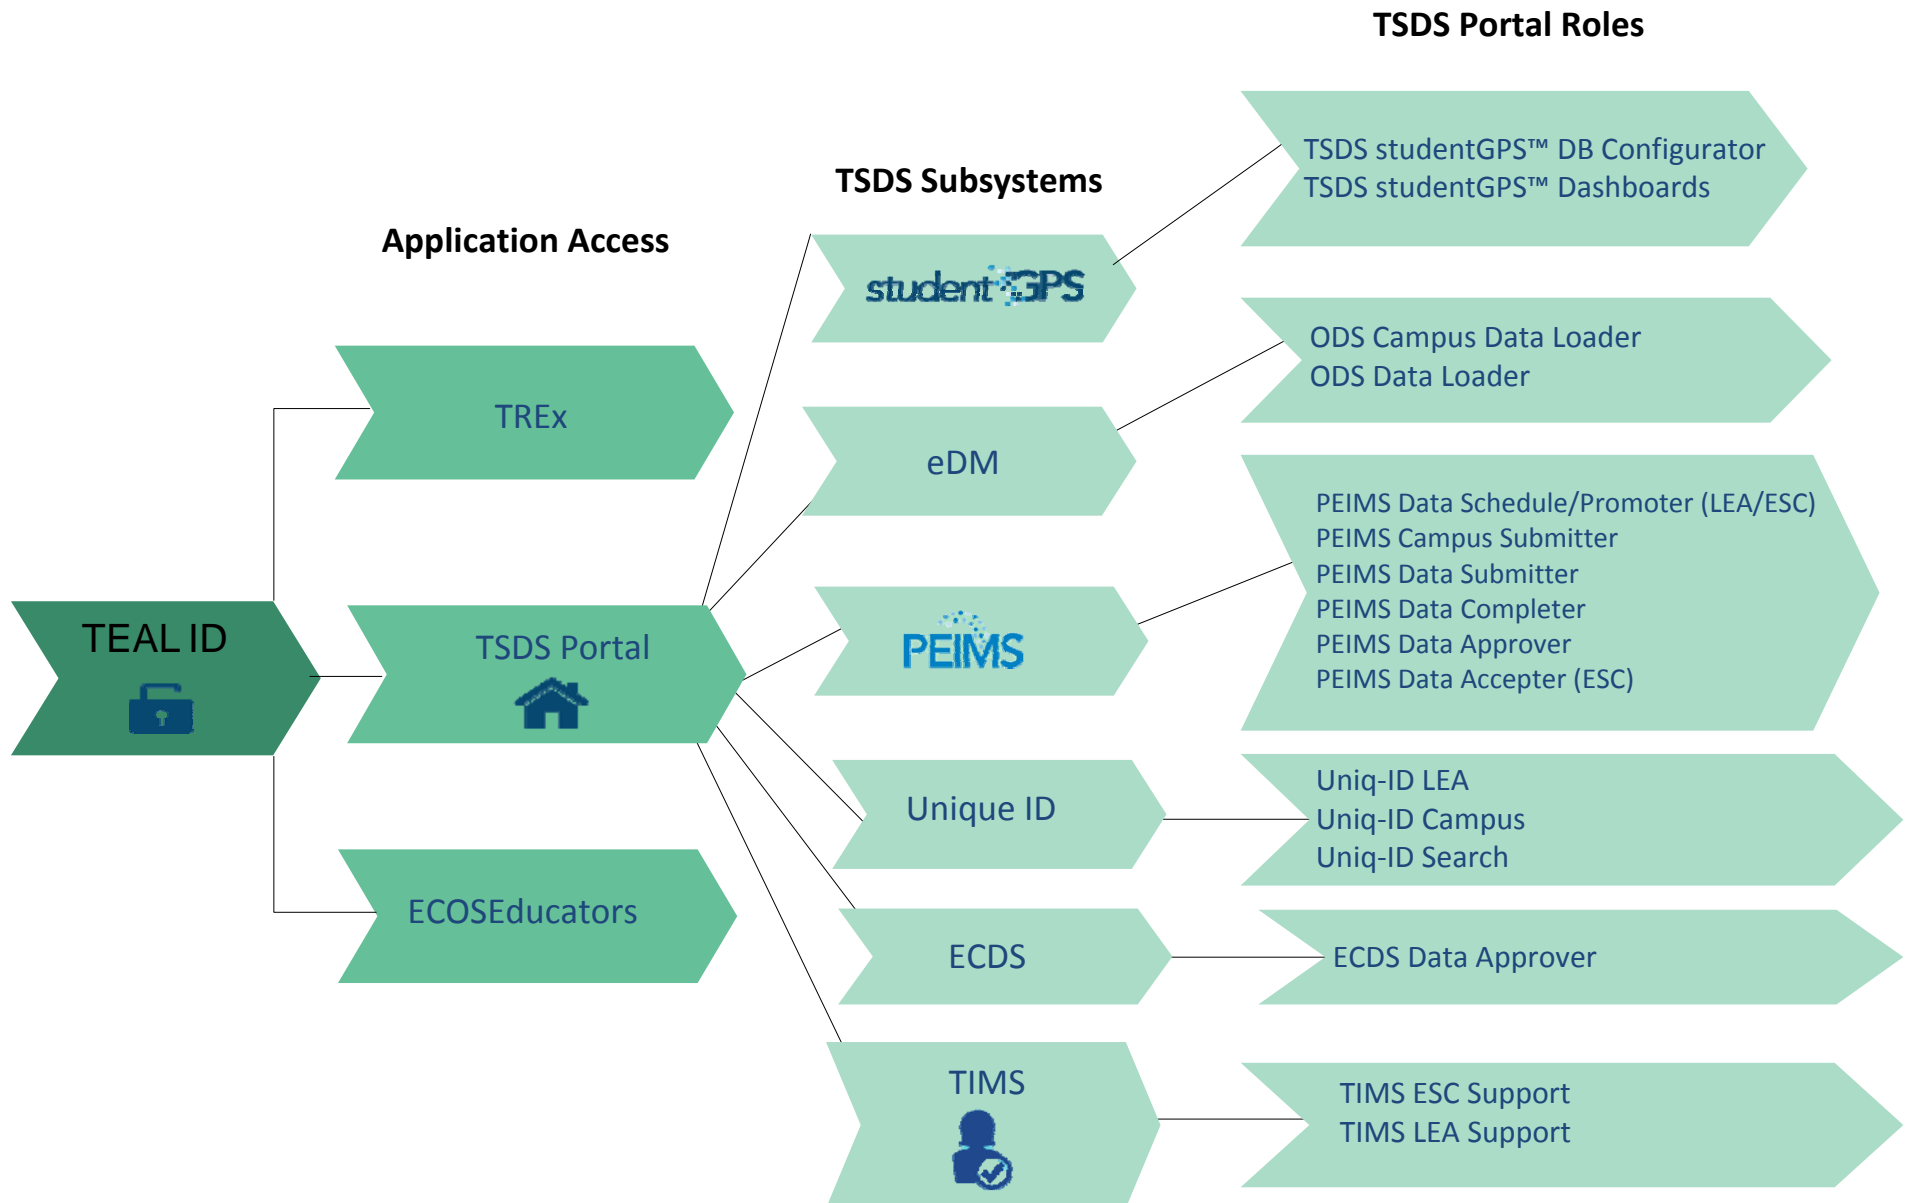 TSDS Portal Roles
TSDS Subsystems
Application Access
TEAL ID
TREx
TSDS Portal
ECOSEducators
studentGPS
eDM
PEIMS
Unique ID
ECDS
TIMS
TSDS studentGPS™ DB Configurator
TSDS studentGPS™ Dashboards
ODS Campus Data Loader
ODS Data Loader
PEIMS Data Schedule/Promoter (LEA/ESC)
PEIMS Campus Submitter
PEIMS Data Submitter
PEIMS Data Completer
PEIMS Data Approver
PEIMS Data Accepter (ESC)
Uniq-ID LEA
Uniq-ID Campus
Uniq-ID Search
ECDS Data Approver
TIMS ESC Support
TIMS LEA Support